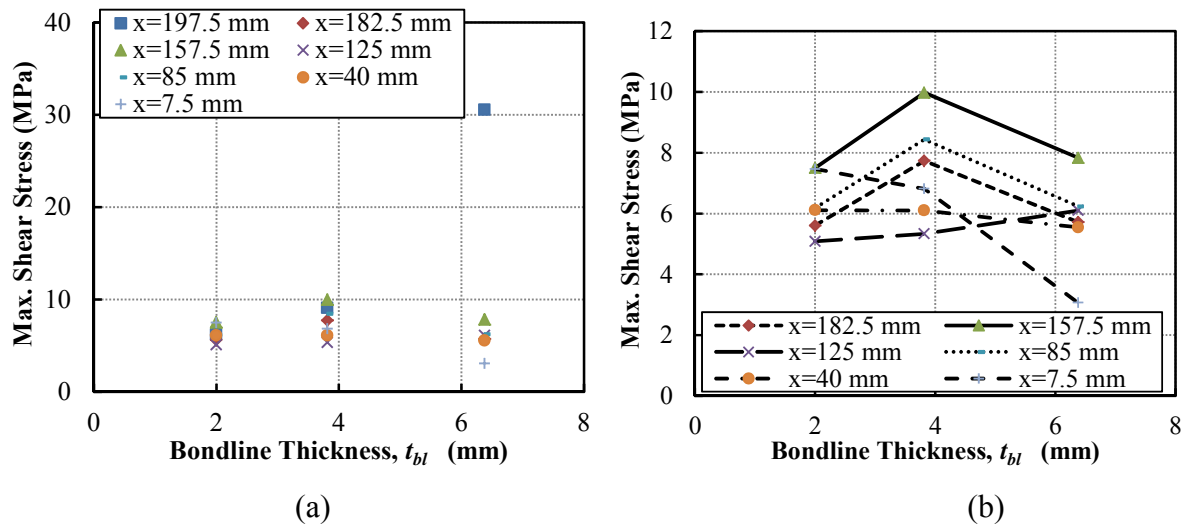 40
30
20
10
0
Max. Shear Stress (MPa)
x=197.5 mm x=182.5 mm
x=157.5 mm x=125 mm
x=85 mm x=40 mm
x=7.5 mm
0 2 4 6 8
Bondline Thickness, tbl (mm)
(a)
12
10
8
6
4
2
0
Max. Shear Stress (MPa)
x=182.5 mm x=157.5 mm
x=125 mm x=85 mm
x=40 mm x=7.5 mm
0 2 4 6 8
Bondline Thickness, tbl (mm)
(b)